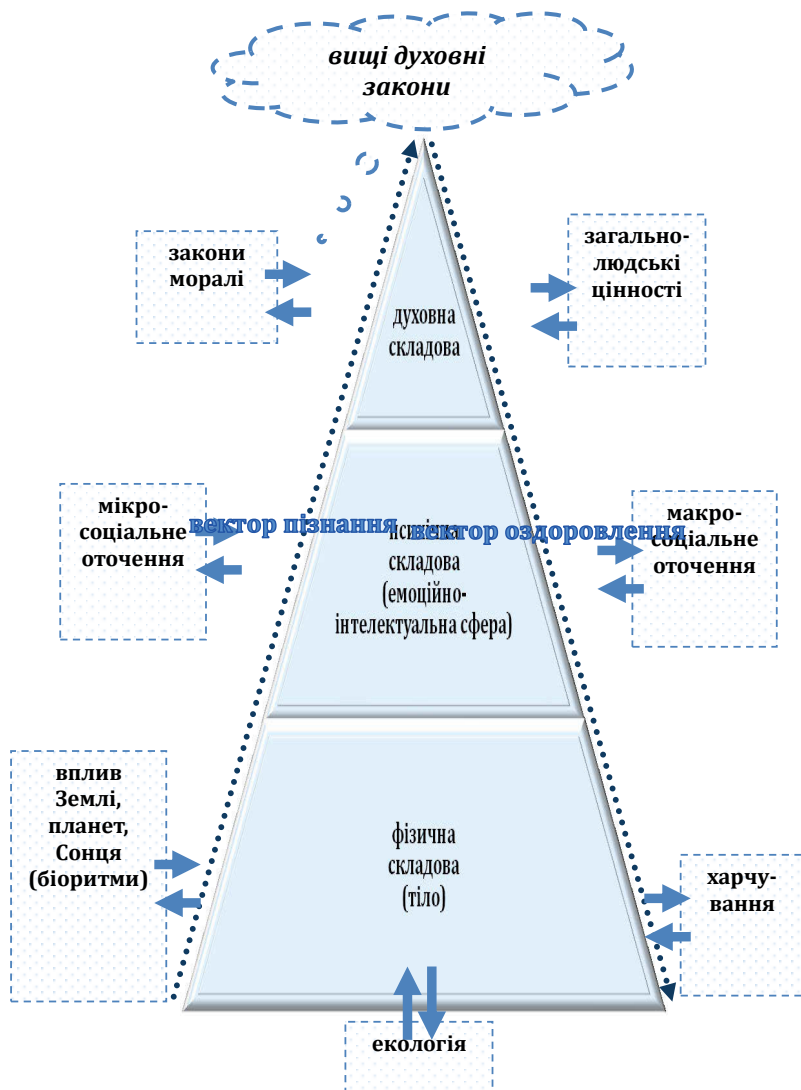 вищі духовні
закони
закони
моралі
загально-
людські
цінності
духовна
складова
мікро-
соціальне
оточення
вектор пізнання
вектор оздоровлення
психічна
складова
(емоційно-
інтелектуальна сфера)
макро-
соціальне
оточення
вплив
Землі,
планет,
Сонця
(біоритми)
фізична
складова
(тіло)
харчу-
вання
екологія